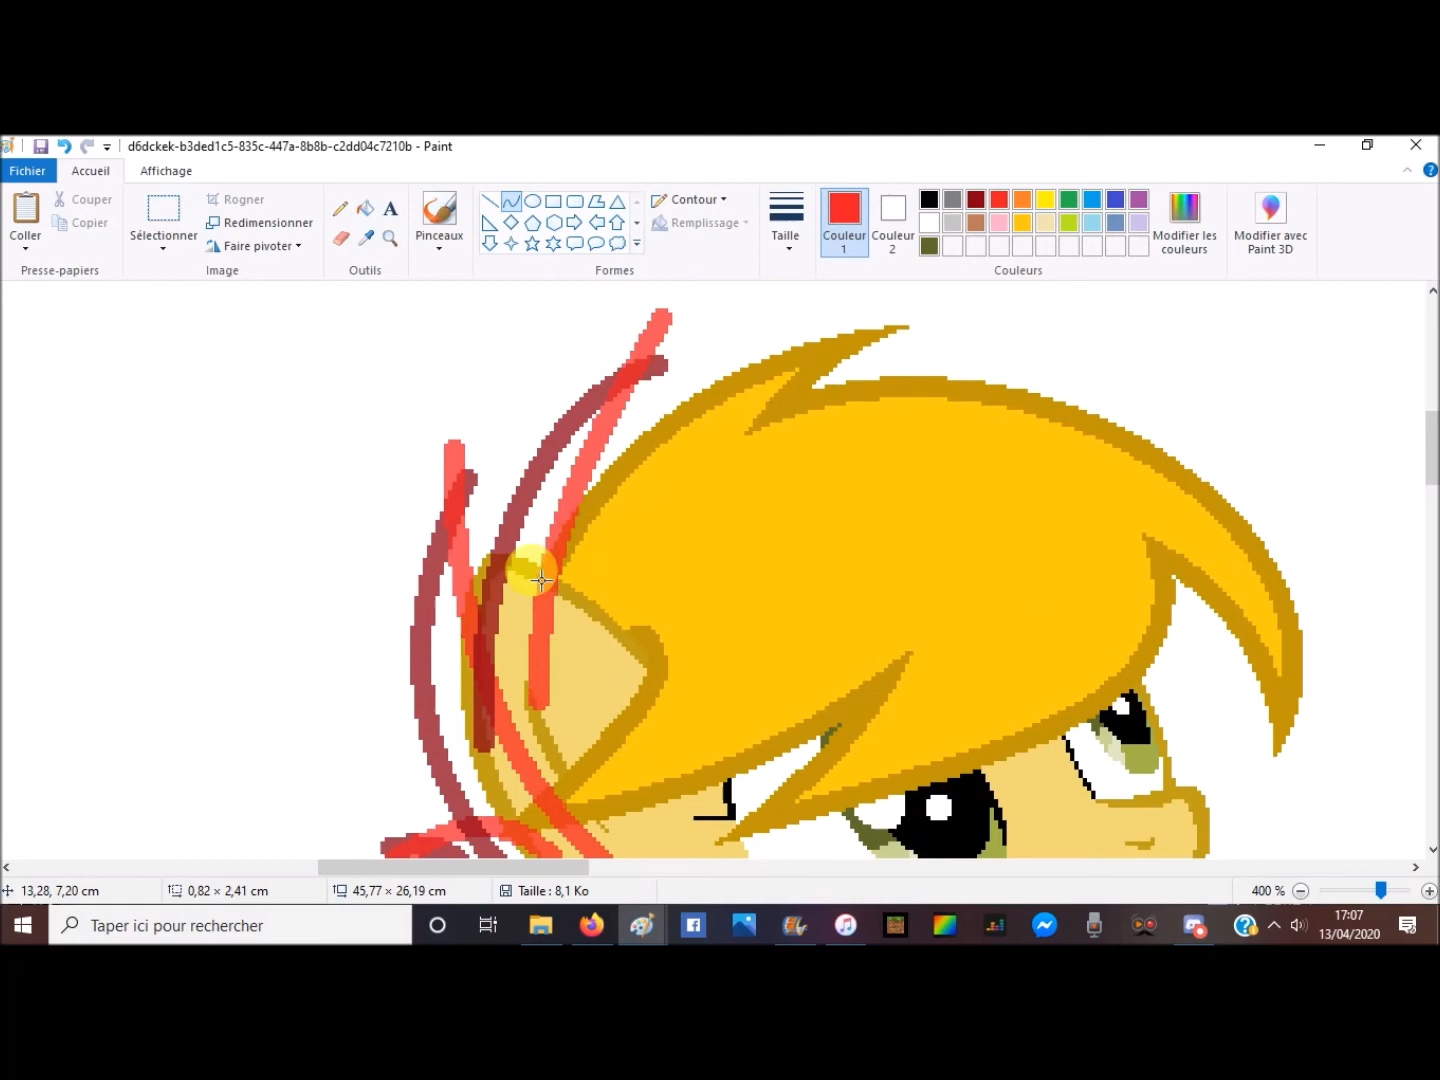 d6dckek-b3ded1c5-835c-447a-8b8b-c2dd04c7210b - Paint
Fichier Accueil Affichage
Coller
Couper
Copier
Presse-papiers
Sélectionner
Rogner
Redimensionner
Faire pivoter
Image
A
Outils
Pinceaux
Contour
Remplissage
Formes
Taille
Couleur
1
Couleur
2
Modifier les
couleurs
Couleurs
Modifier avec
Paint 3D
13,28, 7,20 cm 0,82 × 2,41 cm 45,77 × 26,19 cm Taille : 8,1 Ko 400 %
Taper ici pour rechercher
17:07
13/04/2020